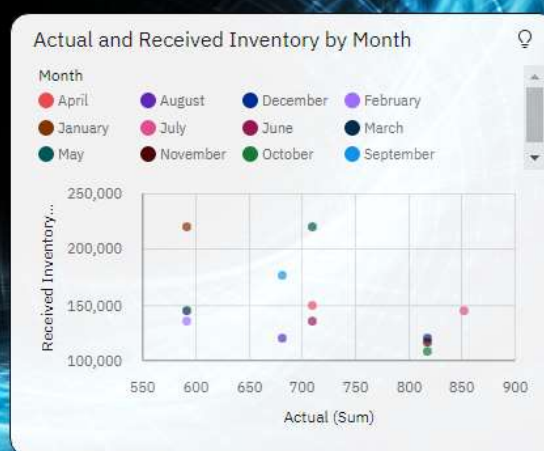 Actual and Received Inventory by Month
Month
April August December February
January July June March
May November October September
250,000
200,000
150,000
100,000
Received Inventory...
550 600 650 700 750 800 850 900
Actual (Sum)